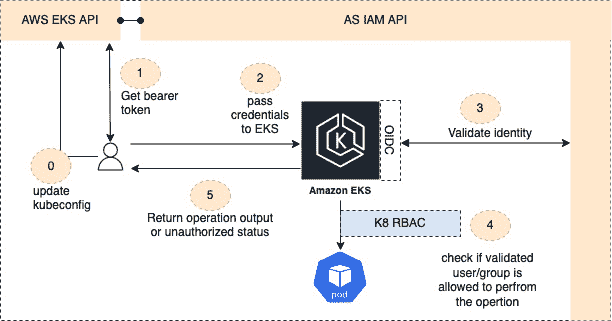 AWS EKS API
AS IAM API
1
Get bearer
token
2
pass
credentials
to EKS
3
Validate identity
OIDC
K
Amazon EKS
0
update
kubeconfig
5
Return operation output
or unauthorized status
K8 RBAC
4
check if validated
user/group is
allowed to perfrom
the opertion
pod